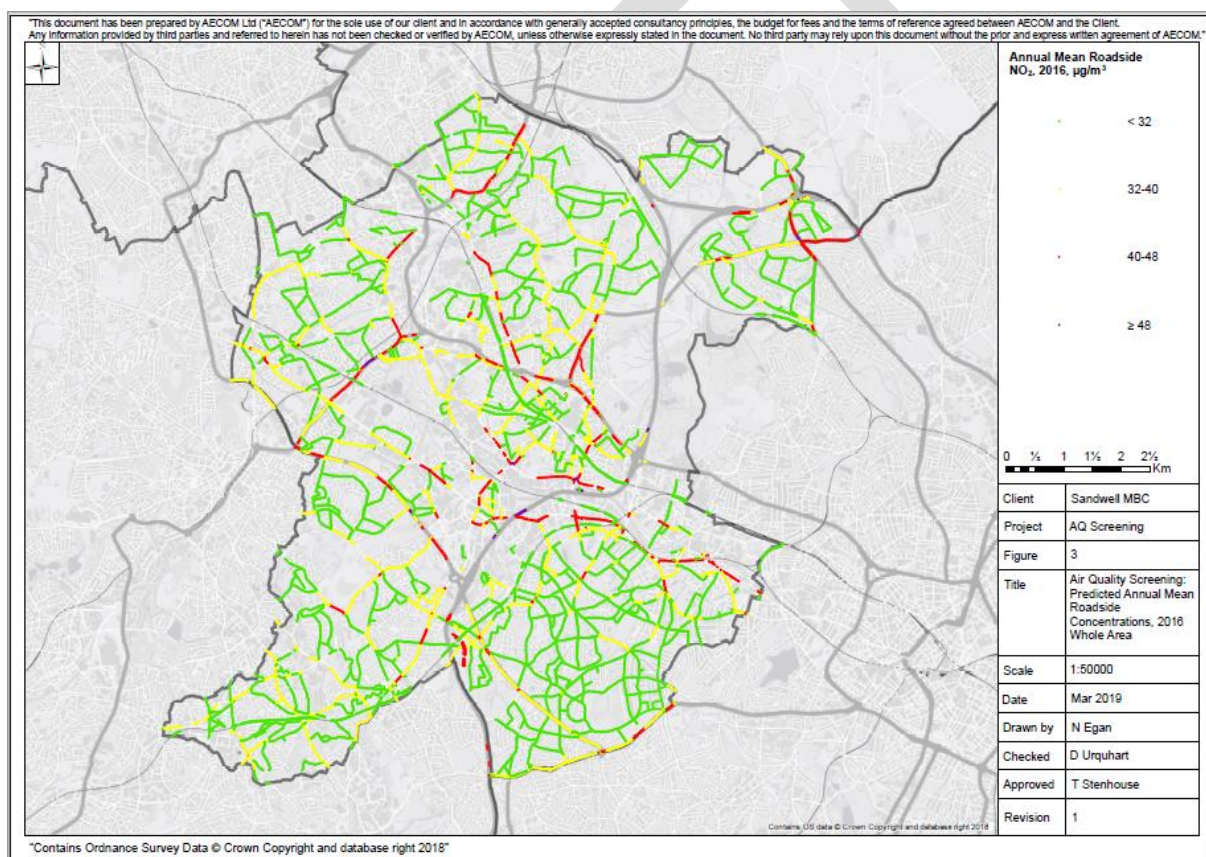 "This document has been prepared by AECOM Ltd ("AECOM") for the sole use of our client and in accordance with generally accepted consultancy principles, the budget for fees and the terms of reference agreed between AECOM and the Client.
Any information provided by third parties and referred to herein has not been checked or verified by AECOM, unless otherwise expressly stated in the document. No third party may rely upon this document without the prior and express written agreement of AECOM."
Annual Mean Roadside
NO₂, 2016, µg/m³
< 32
32-40
40-48
≥ 48
0 ½ 1 1½ 2 2½
Km
Client Sandwell MBC
Project AQ Screening
Figure 3
Title Air Quality Screening:
Predicted Annual Mean
Roadside
Concentrations, 2016
Whole Area
Scale 1:50000
Date Mar 2019
Drawn by N Egan
Checked D Urquhart
Approved T Stenhouse
Revision 1
Contains OS data © Crown Copyright and database right 2018
"Contains Ordnance Survey Data © Crown Copyright and database right 2018"